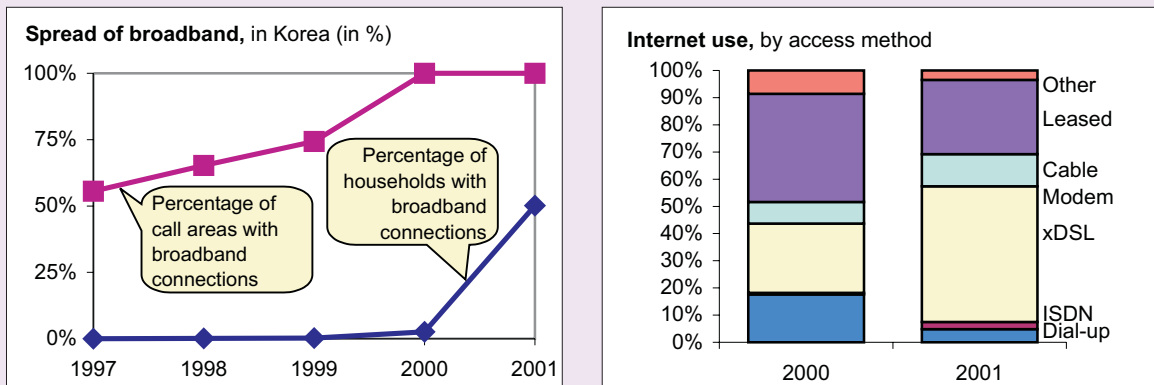 Spread of broadband, in Korea (in %)
100%
75%
50%
25%
0%
Percentage of
call areas with
broadband
connections
Percentage of
households with
broadband
connections
1997 1998 1999 2000 2001
Internet use, by access method
100%
90%
80%
70%
60%
50%
40%
30%
20%
10%
0%
Other
Leased
Cable
Modem
xDSL
ISDN
Dial-up
2000 2001